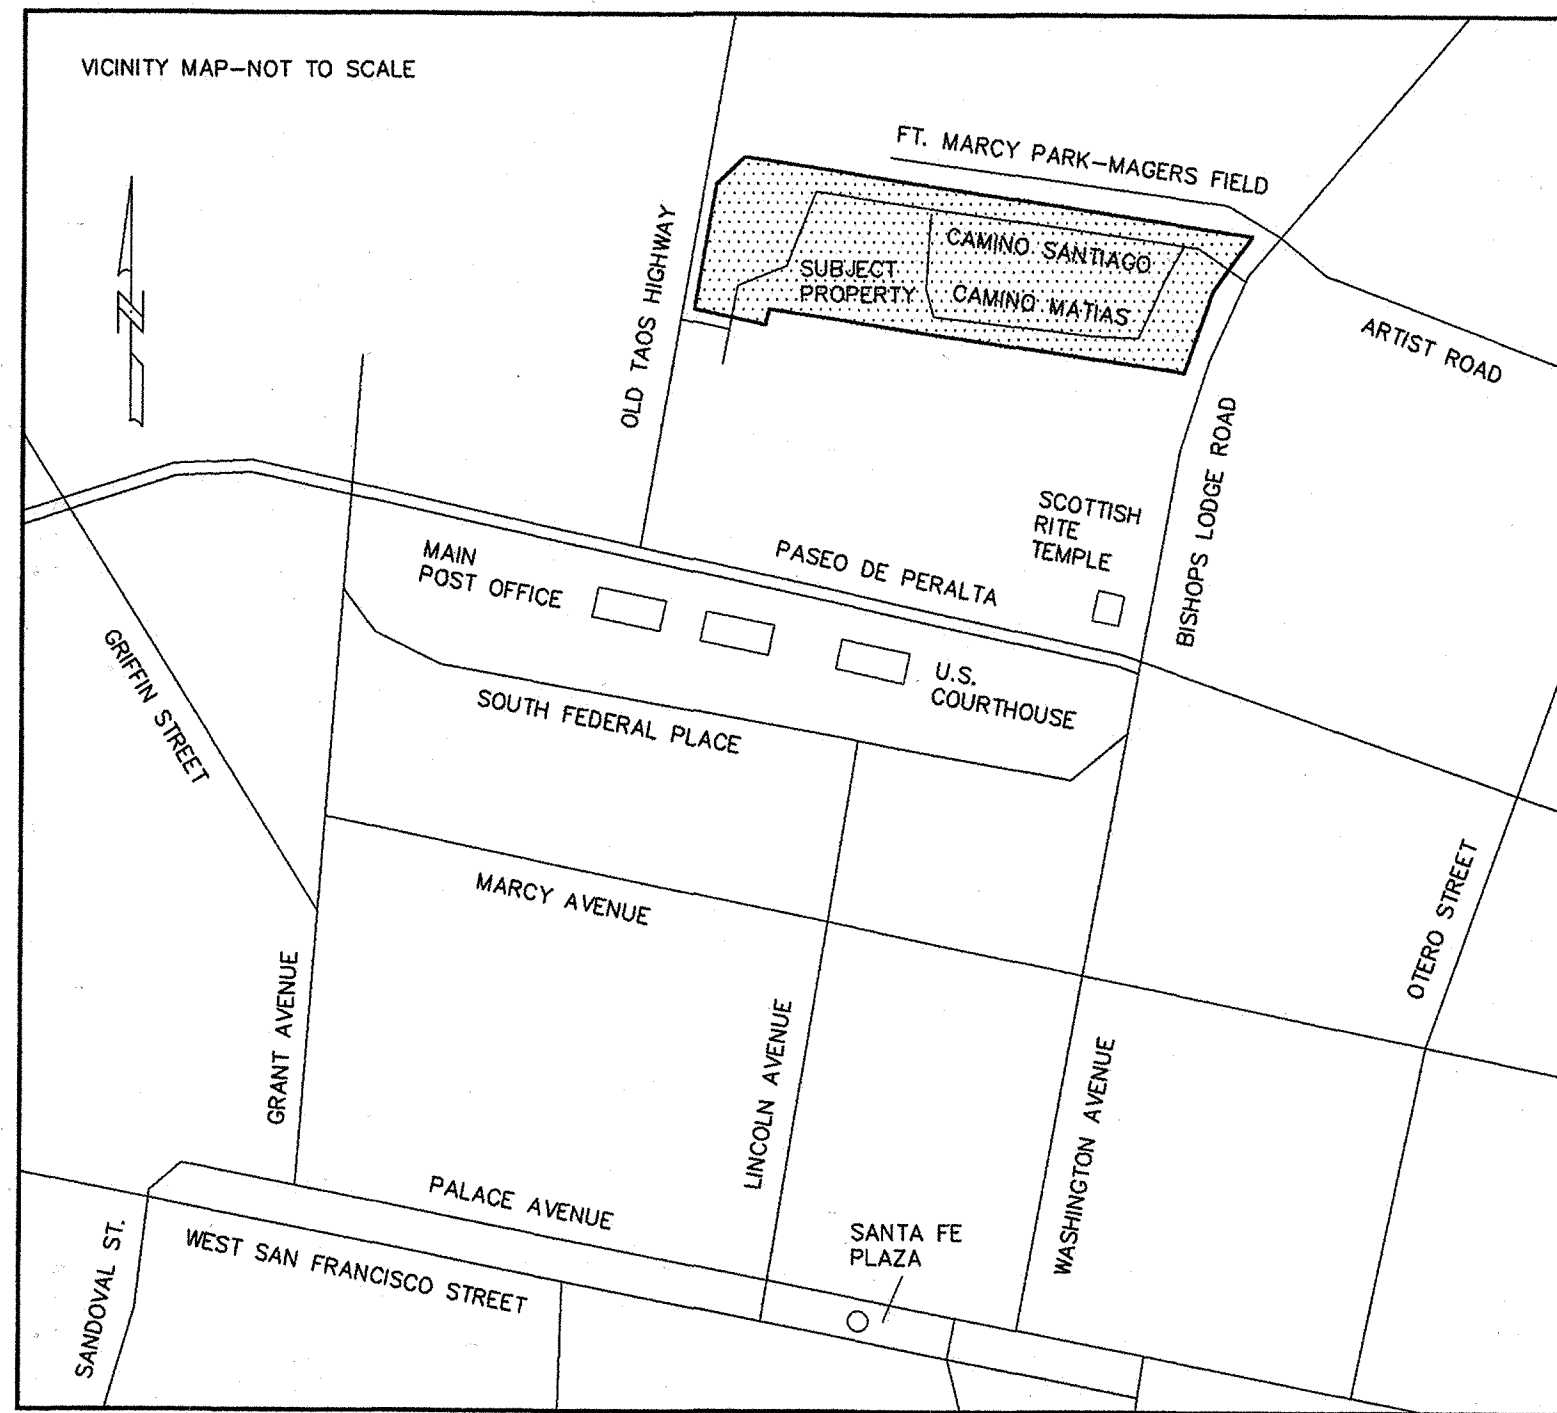 VICINITY MAP-NOT TO SCALE
FT. MARCY PARK-MAGERS FIELD
CAMINO SANTIAGO
SUBJECT
PROPERTY
CAMINO MATIAS
OLD TAOS HIGHWAY
ARTIST ROAD
BISHOPS LODGE ROAD
SCOTTISH
RITE
TEMPLE
MAIN
POST OFFICE
PASEO DE PERALTA
GRIFFIN STREET
U.S.
COURTHOUSE
SOUTH FEDERAL PLACE
MARCY AVENUE
OTERO STREET
GRANT AVENUE
LINCOLN AVENUE
WASHINGTON AVENUE
PALACE AVENUE
SANTA FE
PLAZA
SANDOVAL ST.
WEST SAN FRANCISCO STREET
N